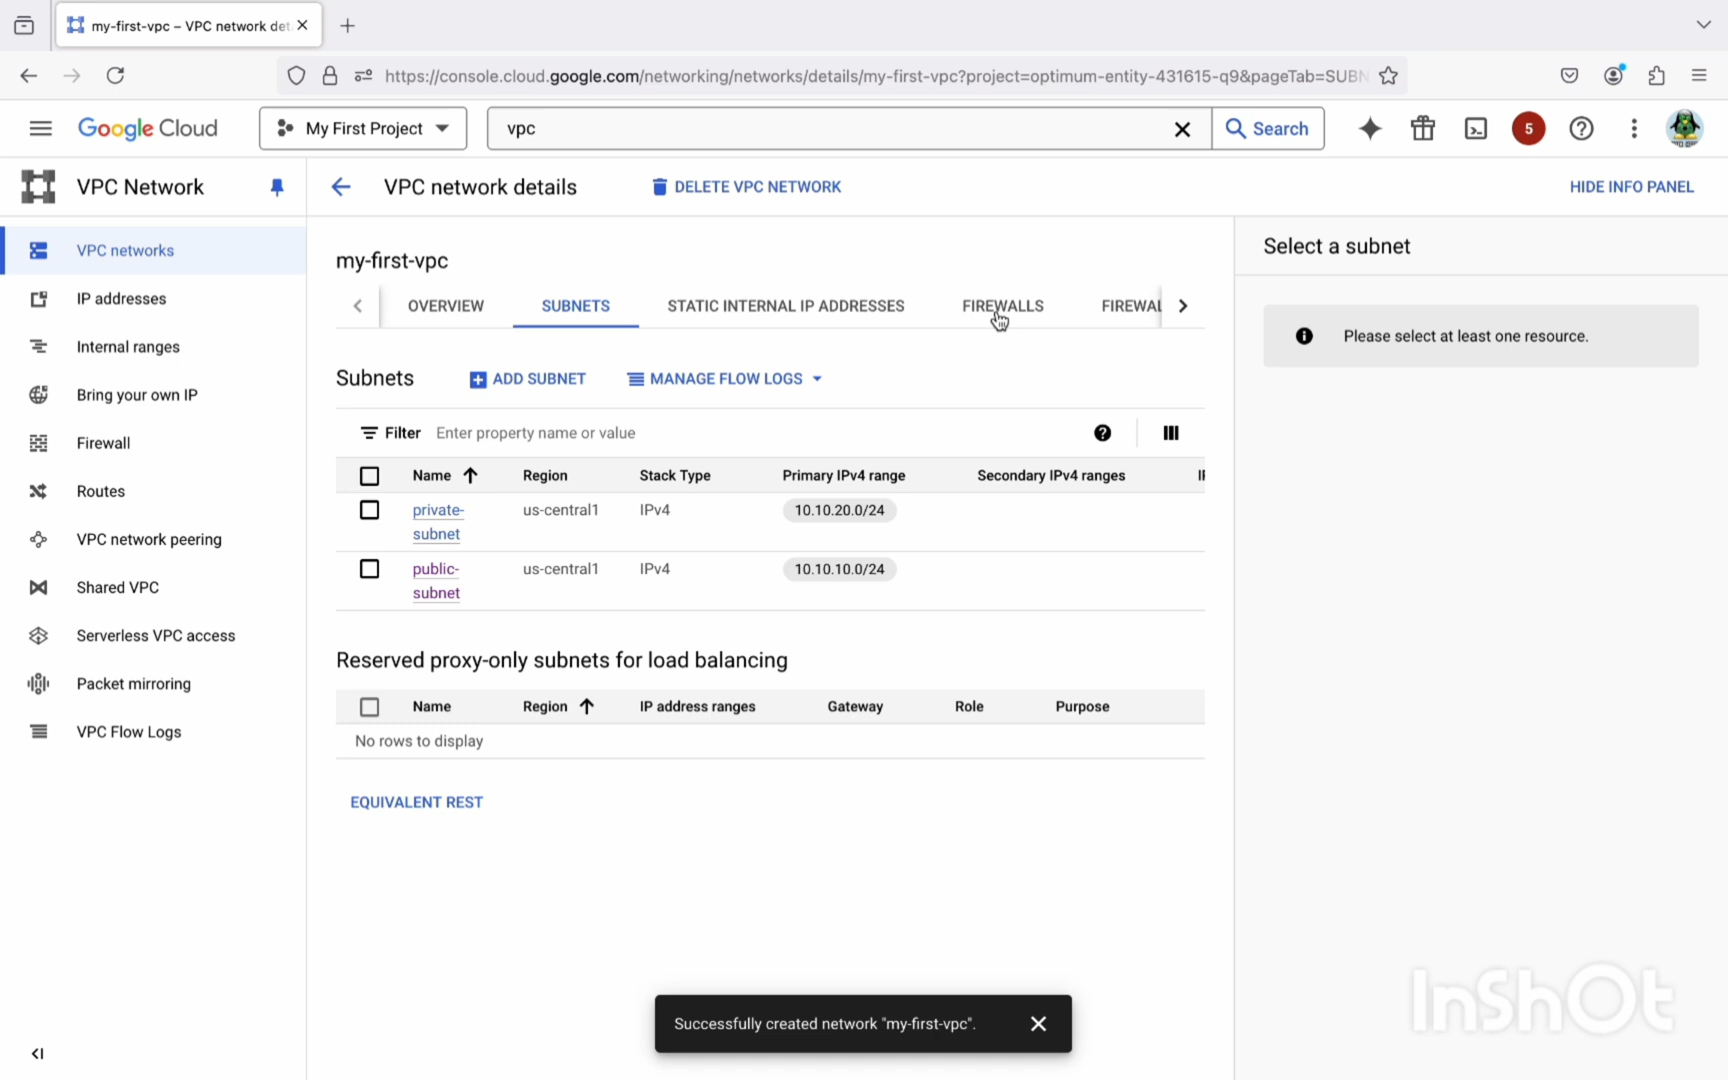 my-first-vpc – VPC network det
https://console.cloud.google.com/networking/networks/details/my-first-vpc?project=optimum-entity-431615-q9&pageTab=SUBN
Google Cloud
My First Project
vpc
Search
5
VPC Network
VPC network details
DELETE VPC NETWORK
HIDE INFO PANEL
VPC networks
IP addresses
Internal ranges
Bring your own IP
Firewall
Routes
VPC network peering
Shared VPC
Serverless VPC access
Packet mirroring
VPC Flow Logs
my-first-vpc
OVERVIEW
SUBNETS
STATIC INTERNAL IP ADDRESSES
FIREWALLS
FIREWAL
Subnets
ADD SUBNET
MANAGE FLOW LOGS
Filter Enter property name or value
Name Region Stack Type Primary IPv4 range Secondary IPv4 ranges
private- us-central1 IPv4 10.10.20.0/24
subnet
public- us-central1 IPv4 10.10.10.0/24
subnet
Reserved proxy-only subnets for load balancing
Name Region IP address ranges Gateway Role Purpose
No rows to display
EQUIVALENT REST
Select a subnet
Please select at least one resource.
Successfully created network "my-first-vpc".
InShOt